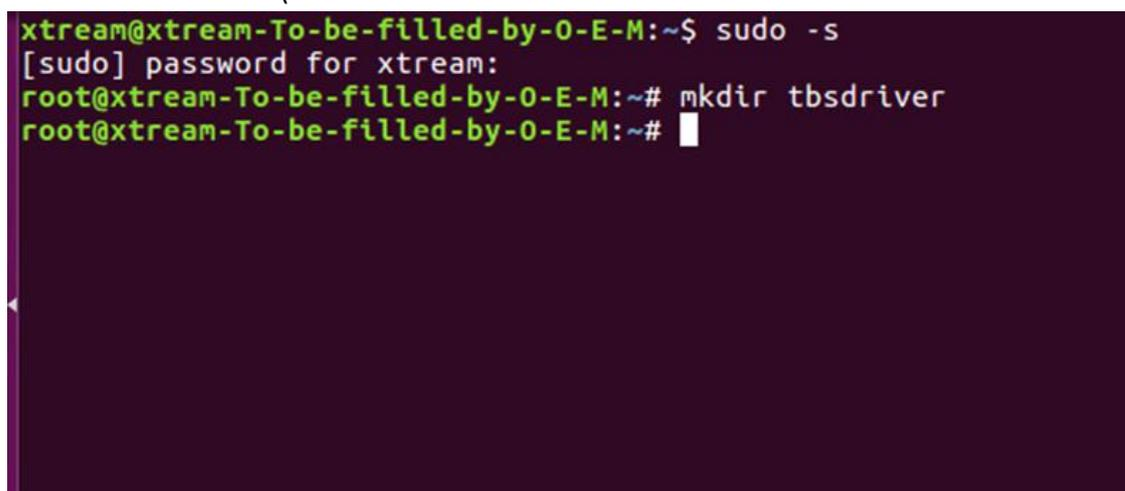 xtream@xtream-To-be-filled-by-O-E-M:~$ sudo -s
[sudo] password for xtream:
root@xtream-To-be-filled-by-O-E-M:~# mkdir tbsdriver
root@xtream-To-be-filled-by-O-E-M:~#